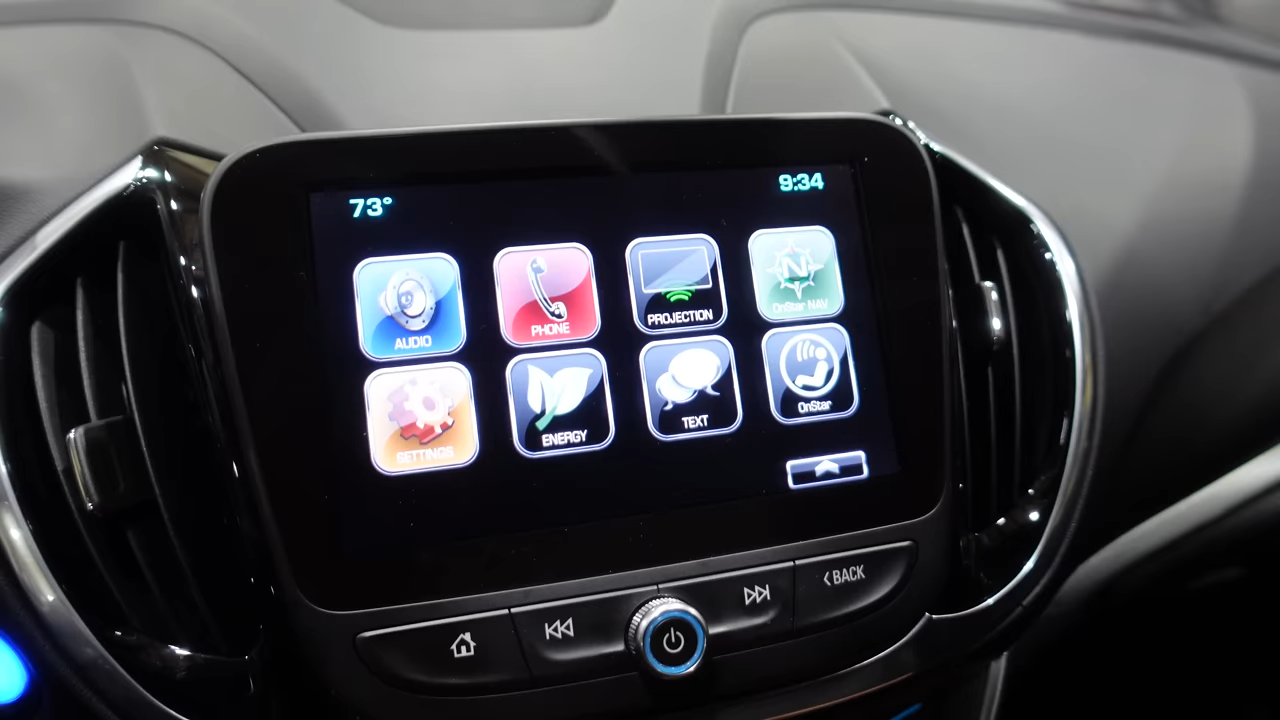 73°
9:34
AUDIO
PHONE
PROJECTION
N
OnStar NAV
SETTINGS
ENERGY
TEXT
OnStar
BACK